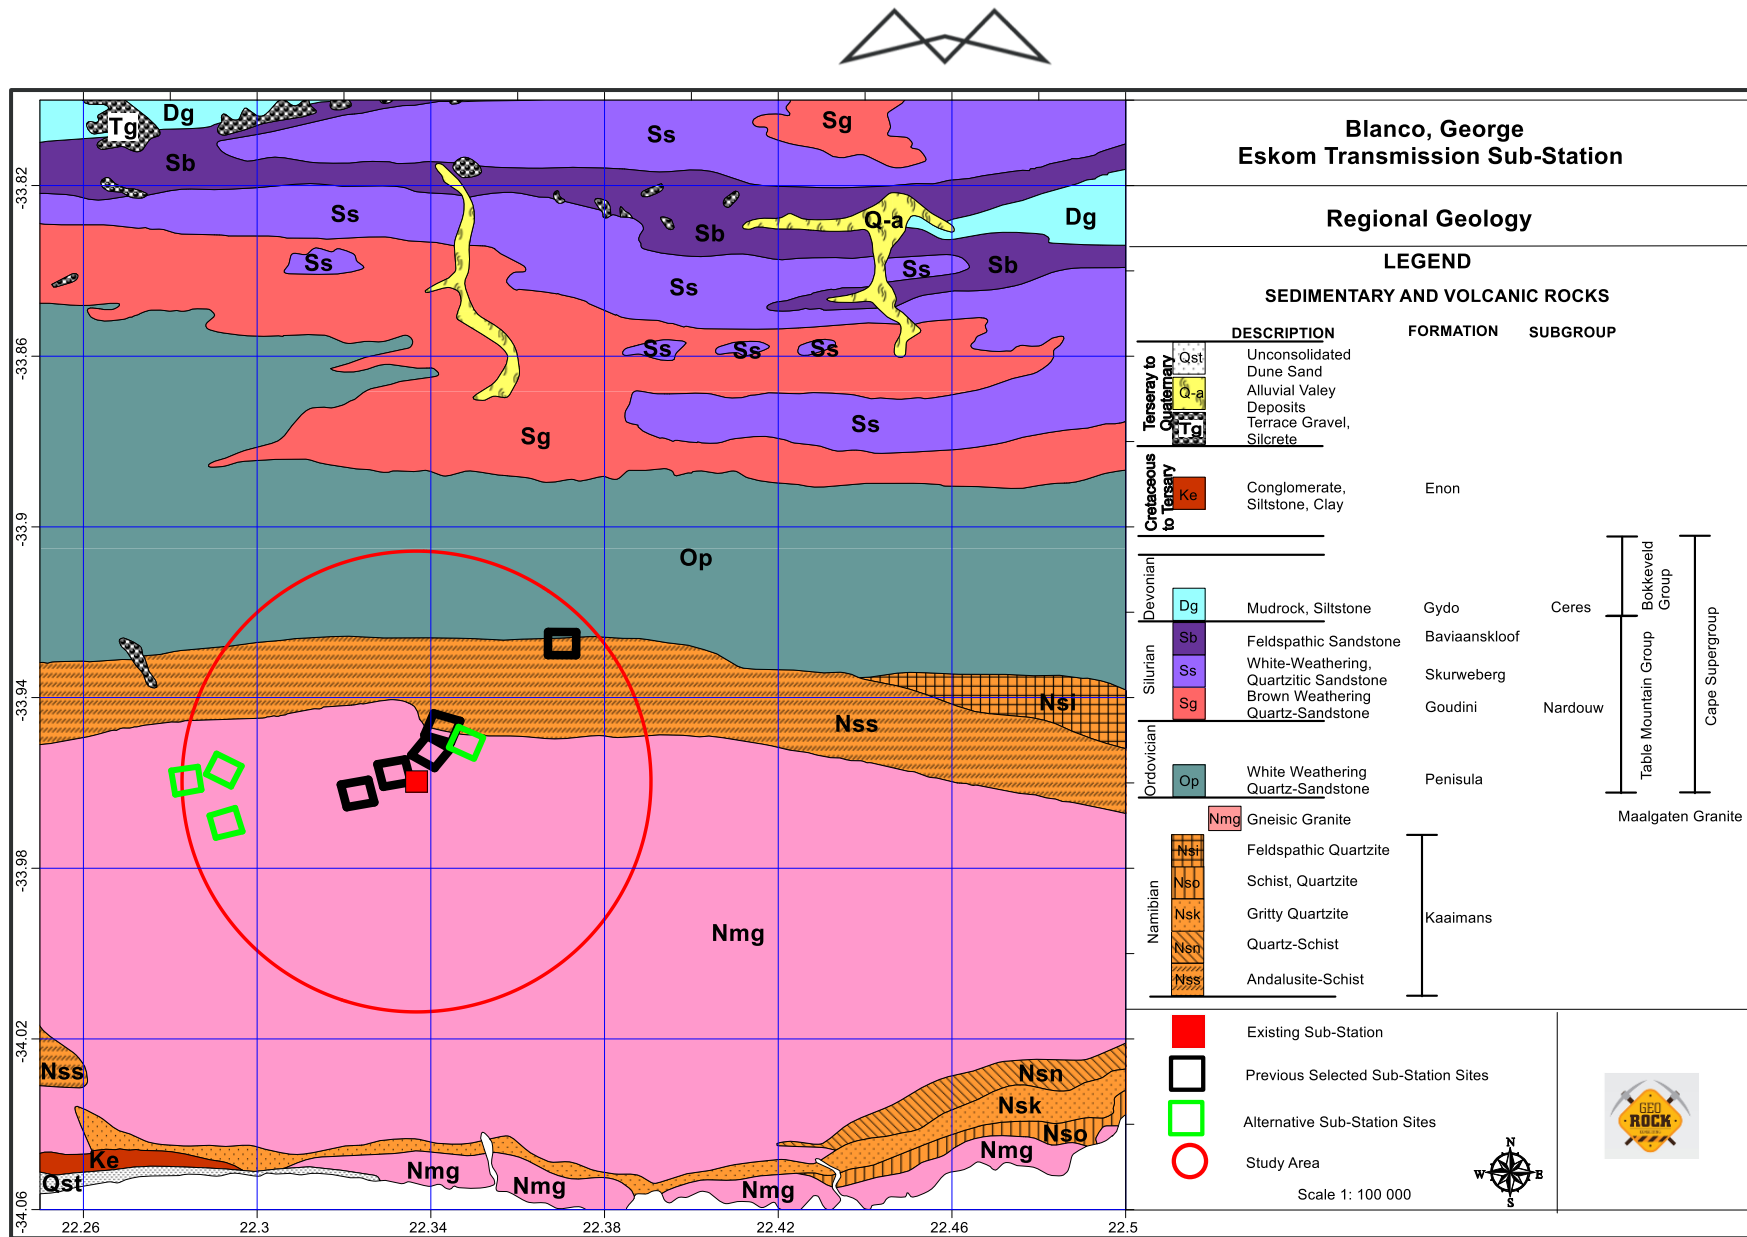 Blanco, George
Eskom Transmission Sub-Station
Regional Geology
LEGEND
SEDIMENTARY AND VOLCANIC ROCKS
DESCRIPTION FORMATION SUBGROUP
Terseray to
Quaternary
Qst Unconsolidated
Dune Sand
Q-a Alluvial Valey
Deposits
Tg Terrace Gravel,
Silcrete
Cretaceous
to Tersary
Ke Conglomerate,
Siltstone, Clay
Enon
Devonian
Dg Mudrock, Siltstone Gydo Ceres
Bokkeveld
Group
Silurian
Sb Feldspathic Sandstone Baviaanskloof
Ss White-Weathering,
Quartzitic Sandstone
Skurweberg
Sg Brown Weathering
Quartz-Sandstone
Goudini Nardouw
Ordovician
Op White Weathering
Quartz-Sandstone
Penisula
Table Mountain Group
Cape Supergroup
Nmg Gneisic Granite Maalgaten Granite
Namibian
Nsi Feldspathic Quartzite
Nso Schist, Quartzite
Nsk Gritty Quartzite
Nsn Quartz-Schist
Nss Andalusite-Schist
Kaaimans
Existing Sub-Station
Previous Selected Sub-Station Sites
Alternative Sub-Station Sites
Study Area
Scale 1: 100 000
N
W E
S
GEO
ROCK
Dg
Tg
Sb
Ss
Sg
Ss
Sb
Q-a
Dg
Ss
Ss
Ss
Sb
Ss
Ss
Ss
Ss
Sg
Op
Nsi
Nss
Nmg
Nss
Nsn
Nsk
Nso
Nmg
Ke
Qst
Nmg
Nmg
Nmg
-33.82
-33.86
-33.9
-33.94
-33.98
-34.02
-34.06
22.26 22.3 22.34 22.38 22.42 22.46 22.5